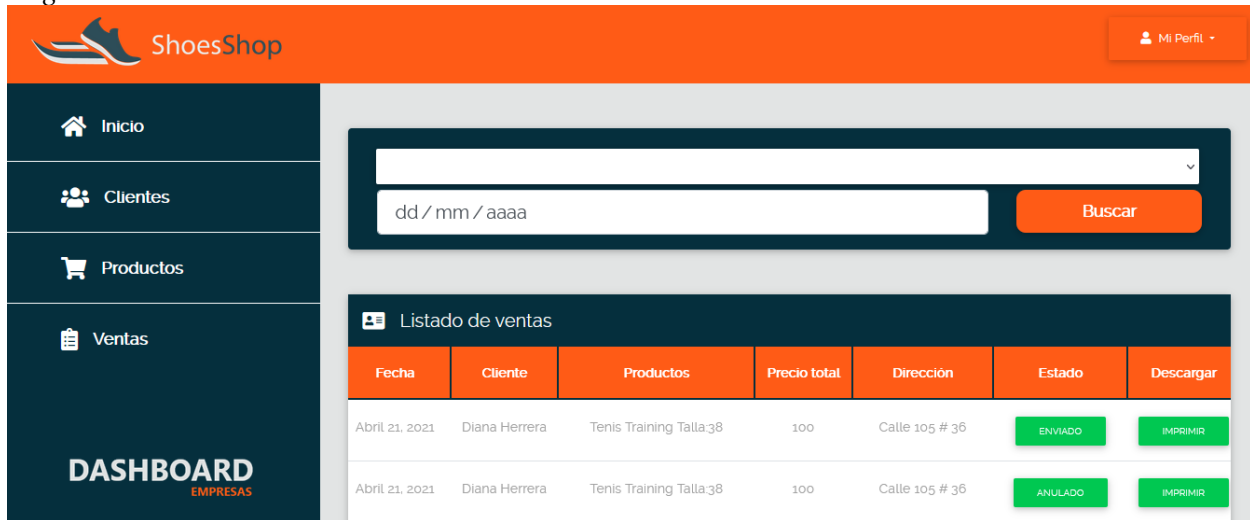 ShoesShop
Mi Perfil
Inicio
Clientes
Productos
Ventas
DASHBOARD
EMPRESAS
dd / mm / aaaa
Buscar
Listado de ventas
Fecha Cliente Productos Precio total Dirección Estado Descargar
Abril 21, 2021 Diana Herrera Tenis Training Talla:38 100 Calle 105 # 36 ENVIADO IMPRIMIR
Abril 21, 2021 Diana Herrera Tenis Training Talla:38 100 Calle 105 # 36 ANULADO IMPRIMIR